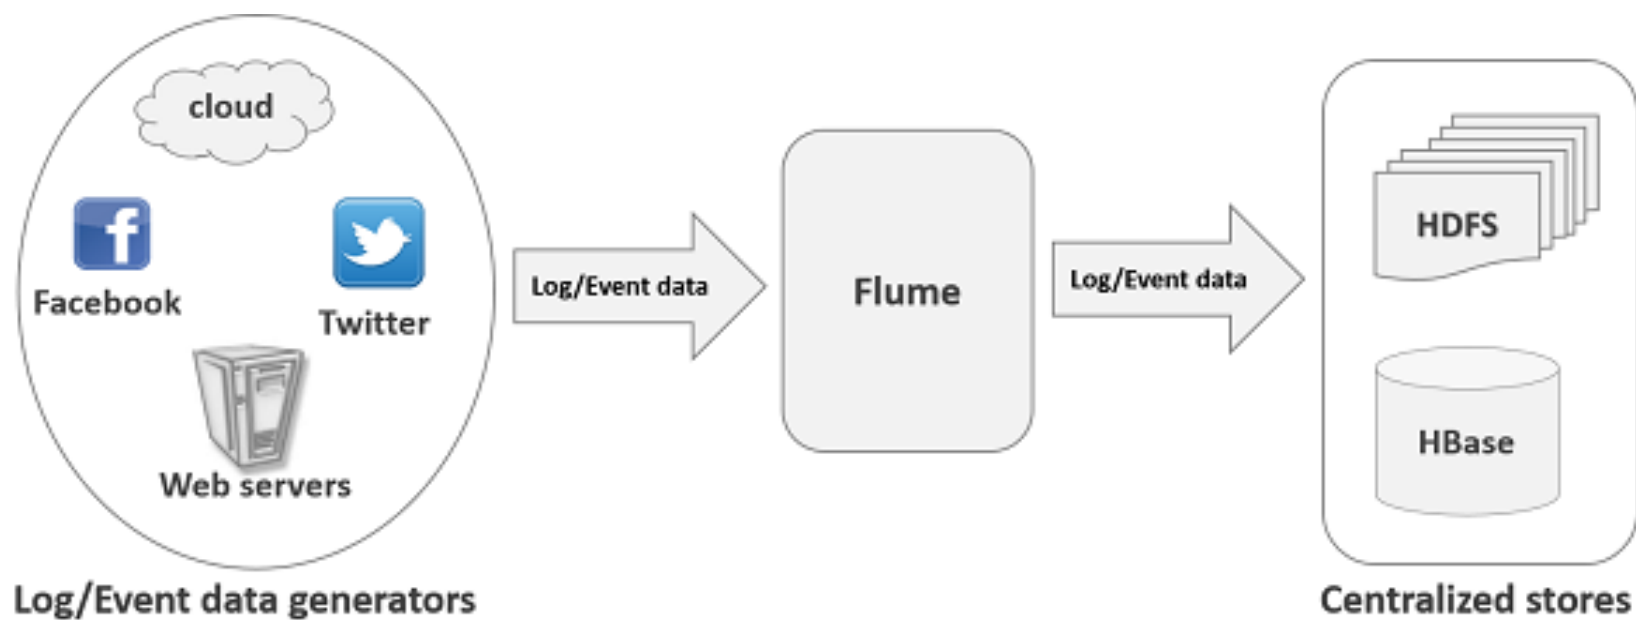 cloud
Facebook
Twitter
Web servers
Log/Event data generators
Log/Event data
Flume
Log/Event data
HDFS
HBase
Centralized stores